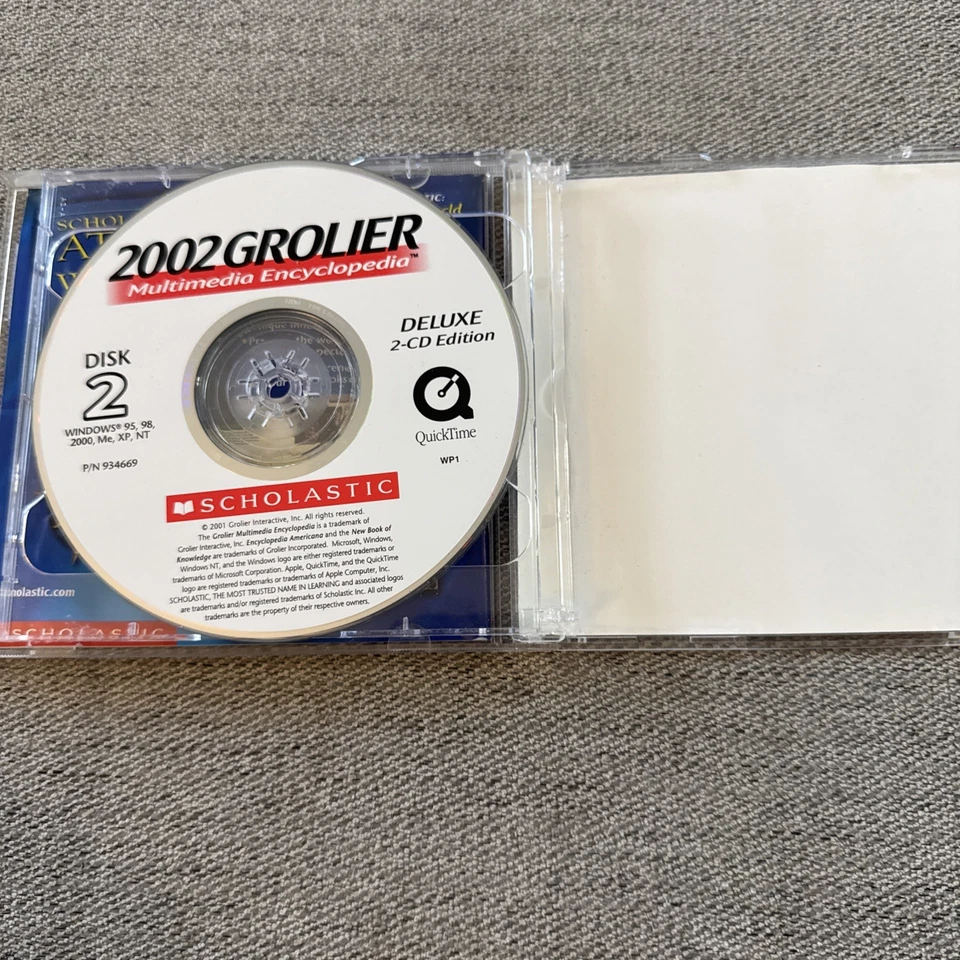 2002 GROLIER™
Multimedia Encyclopedia
DELUXE
2-CD Edition
DISK
2
WINDOWS® 95, 98,
2000, Me, XP, NT
P/N 934669
QuickTime
WP1
SCHOLASTIC
© 2001 Grolier Interactive, Inc. All rights reserved.
The Grolier Multimedia Encyclopedia is a trademark of
Grolier Interactive, Inc. Encyclopedia Americana and the New Book of
Knowledge are trademarks of Grolier Incorporated. Microsoft, Windows,
Windows NT, and the Windows logo are either registered trademarks or
trademarks of Microsoft Corporation. Apple, QuickTime, and the QuickTime
logo are registered trademarks or trademarks of Apple Computer, Inc.
SCHOLASTIC, THE MOST TRUSTED NAME IN LEARNING and associated logos
are trademarks and/or registered trademarks of Scholastic Inc. All other
trademarks are the property of their respective owners.
SCHOLASTIC